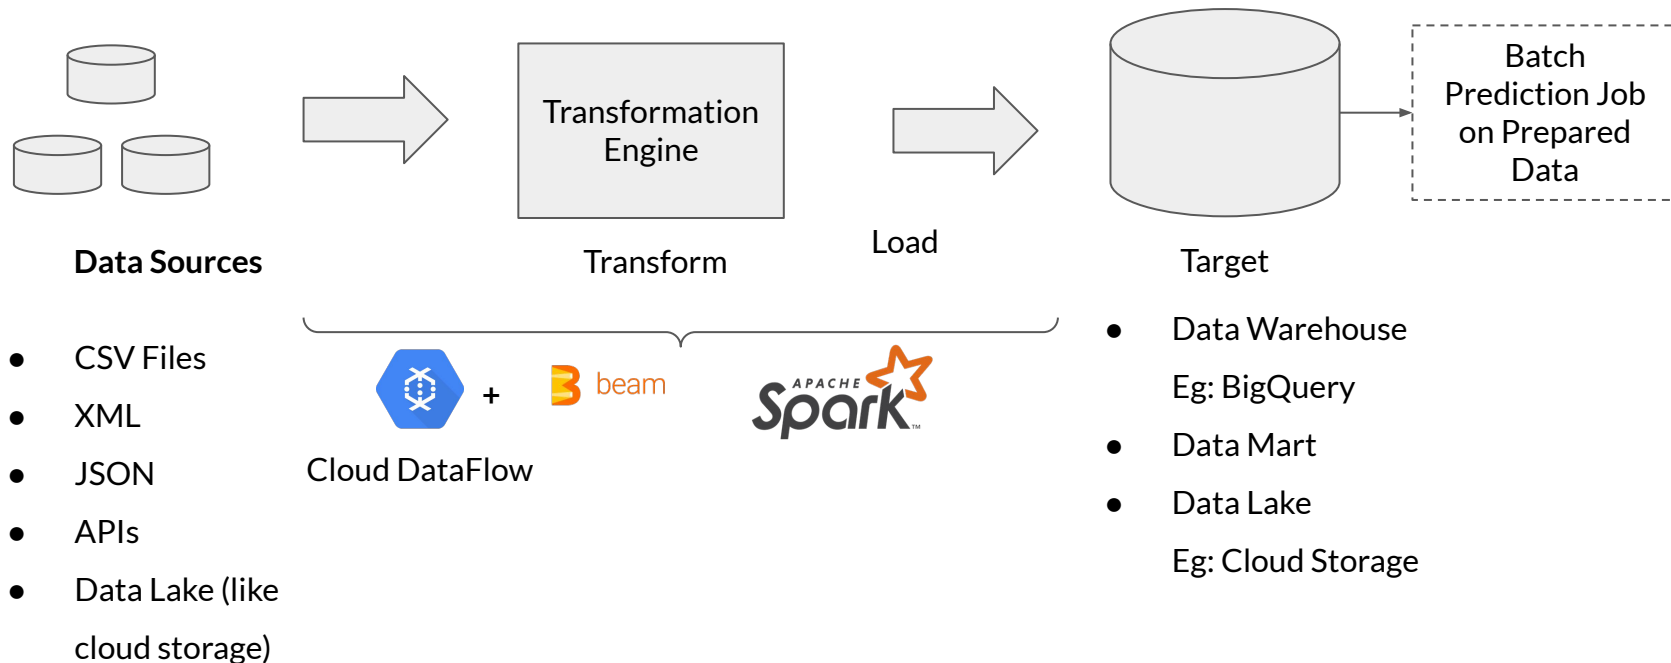 Transformation
Engine
Batch
Prediction Job
on Prepared
Data
Data Sources
Transform
Load
Target
● CSV Files
● XML
● JSON
● APIs
● Data Lake (like
cloud storage)
+
beam
APACHE
Spark™
Cloud DataFlow
● Data Warehouse
Eg: BigQuery
● Data Mart
● Data Lake
Eg: Cloud Storage